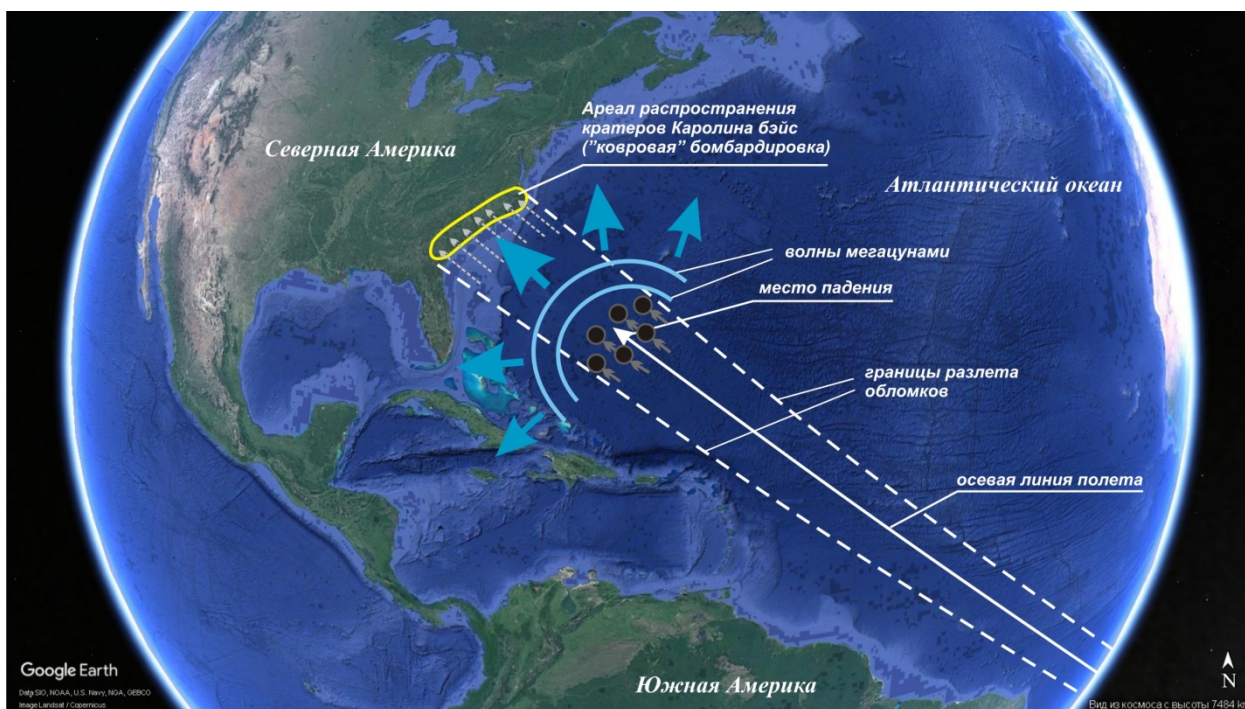 Ареал распространения
кратеров Каролина бэйс
("ковровая" бомбардировка)
Северная Америка
Атлантический океан
волны мегацунами
место падения
границы разлета
обломков
осевая линия полета
Южная Америка
Google Earth
Data SIO, NOAA, U.S. Navy, NGA, GEBCO
Image Landsat / Copernicus
N
Вид из космоса с высоты 7484 km